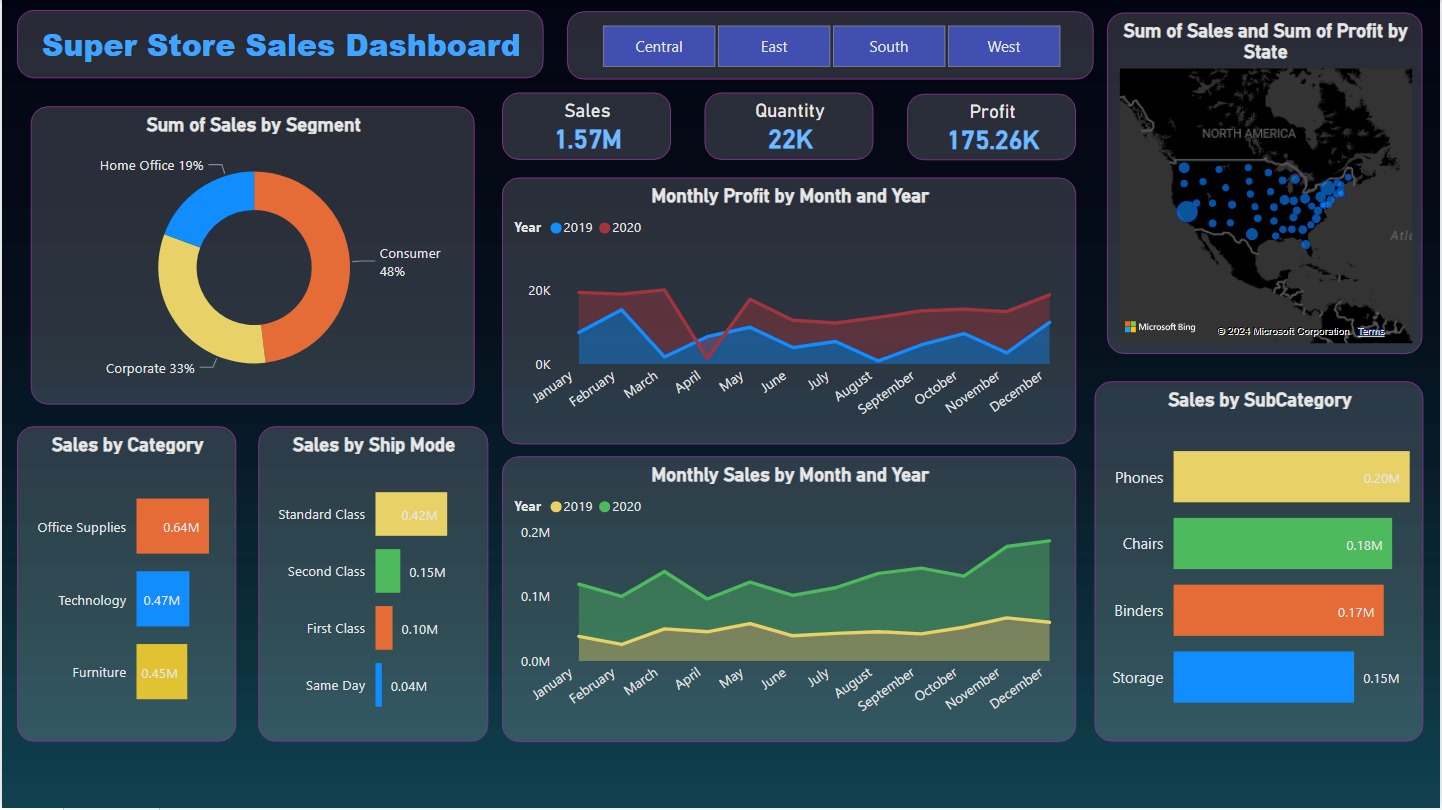 Super Store Sales Dashboard
Central
East
South
West
Sum of Sales and Sum of Profit by
State
NORTH AMERICA
Atl
Microsoft Bing
© 2024 Microsoft Corporation Terms
Sum of Sales by Segment
Home Office 19%
Consumer
48%
Corporate 33%
Sales
1.57M
Quantity
22K
Profit
175.26K
Monthly Profit by Month and Year
Year 2019 2020
20K
0K
January
February
March
April
May
June
July
August
September
October
November
December
Sales by Category
Office Supplies 0.64M
Technology 0.47M
Furniture 0.45M
Sales by Ship Mode
Standard Class 0.42M
Second Class 0.15M
First Class 0.10M
Same Day 0.04M
Monthly Sales by Month and Year
Year 2019 2020
0.2M
0.1M
0.0M
January
February
March
April
May
June
July
August
September
October
November
December
Sales by SubCategory
Phones 0.20M
Chairs 0.18M
Binders 0.17M
Storage 0.15M